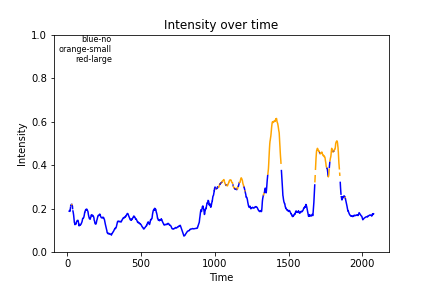 Intensity over time
blue-no
orange-small
red-large
1.0
0.8
0.6
0.4
0.2
0.0
Intensity
0 500 1000 1500 2000
Time